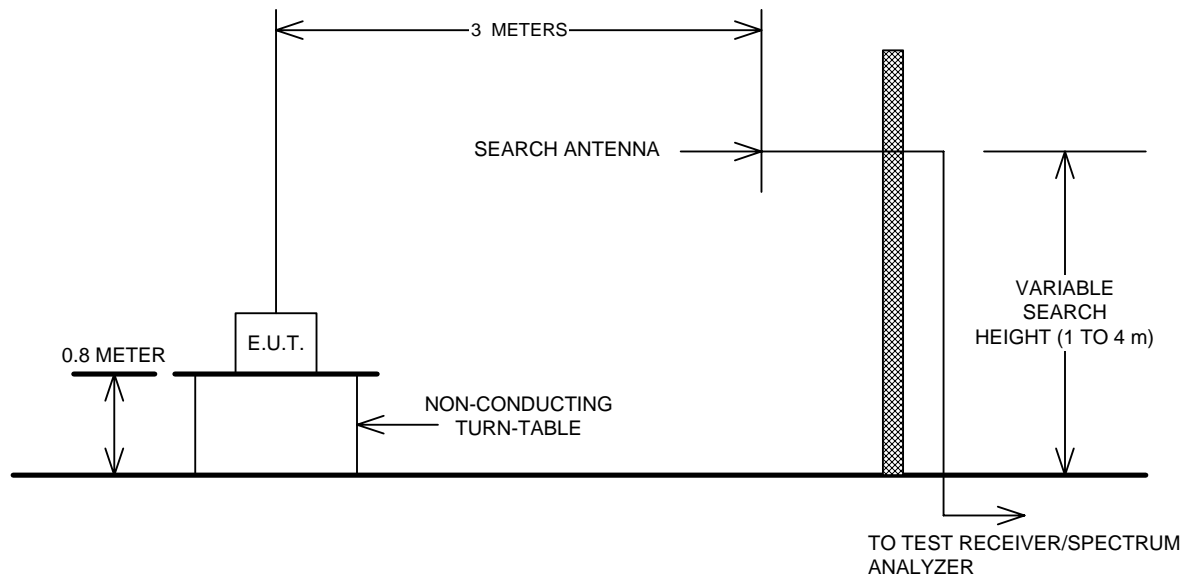 3 METERS
SEARCH ANTENNA
VARIABLE
SEARCH
HEIGHT (1 TO 4 m)
E.U.T.
0.8 METER
NON-CONDUCTING
TURN-TABLE
TO TEST RECEIVER/SPECTRUM
ANALYZER